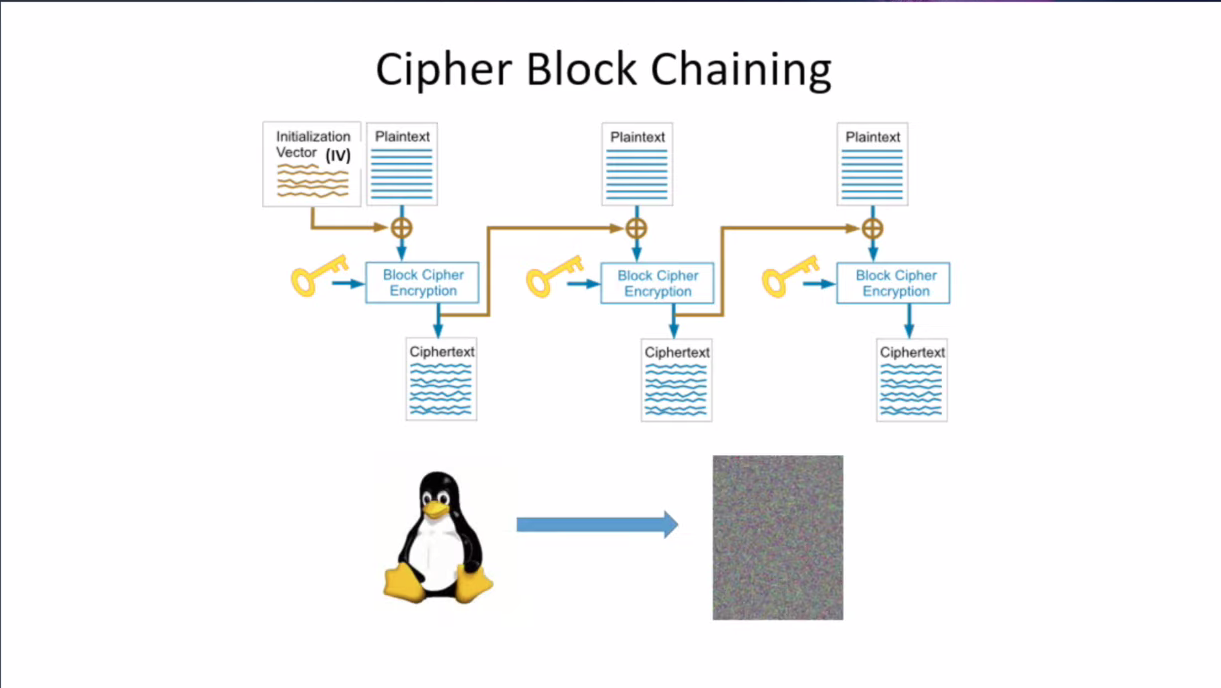 Cipher Block Chaining
Initialization
Vector (IV)
Plaintext
Plaintext
Plaintext
Block Cipher
Encryption
Block Cipher
Encryption
Block Cipher
Encryption
Ciphertext
Ciphertext
Ciphertext